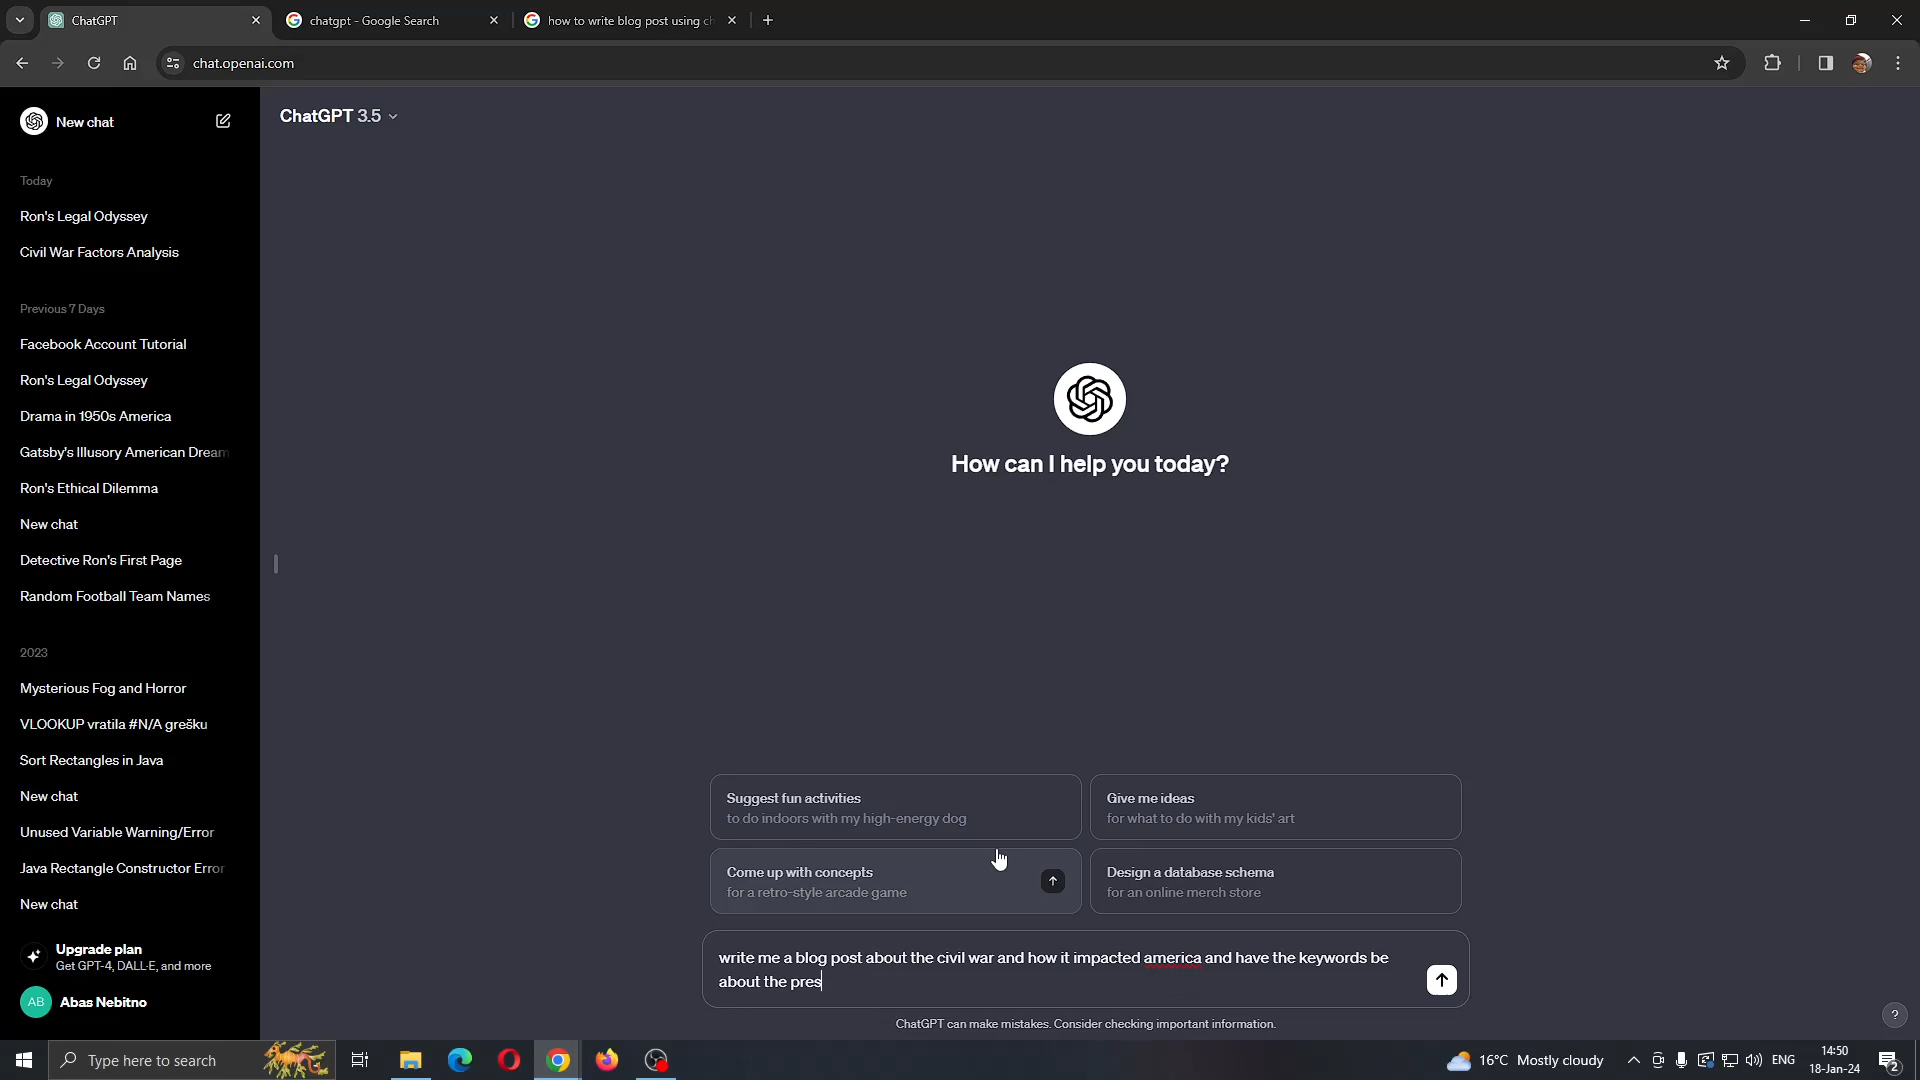 ChatGPT
chatgpt - Google Search
how to write blog post using ch
chat.openai.com
New chat
ChatGPT 3.5
Today
Ron's Legal Odyssey
Civil War Factors Analysis
Previous 7 Days
Facebook Account Tutorial
Ron's Legal Odyssey
Drama in 1950s America
Gatsby's Illusory American Dream
Ron's Ethical Dilemma
New chat
Detective Ron's First Page
Random Football Team Names
2023
Mysterious Fog and Horror
VLOOKUP vratila #N/A grešku
Sort Rectangles in Java
New chat
Unused Variable Warning/Error
Java Rectangle Constructor Error
New chat
Upgrade plan
Get GPT-4, DALL·E, and more
AB Abas Nebitno
How can I help you today?
Suggest fun activities
to do indoors with my high-energy dog
Give me ideas
for what to do with my kids' art
Come up with concepts
for a retro-style arcade game
Design a database schema
for an online merch store
write me a blog post about the civil war and how it impacted america and have the keywords be
about the pres
ChatGPT can make mistakes. Consider checking important information.
?
Type here to search
16°C Mostly cloudy
ENG
14:50
18-Jan-24
2